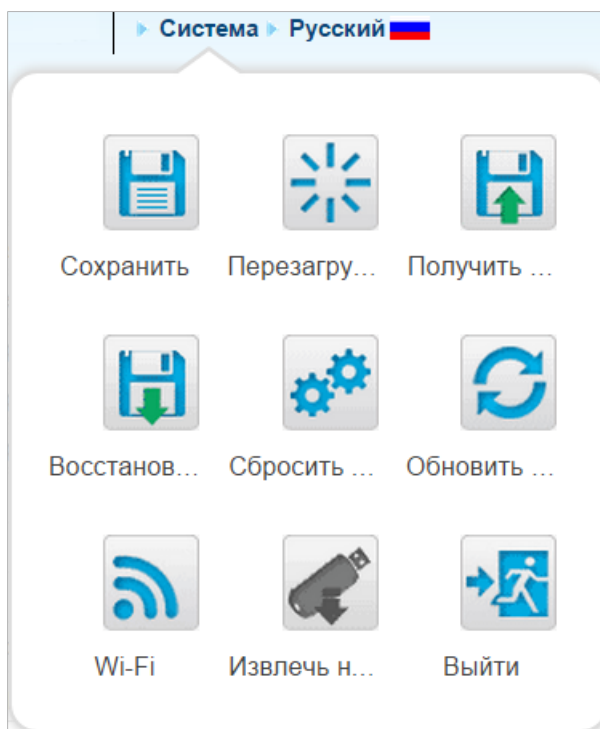 Система Русский
Сохранить Перезагру... Получить ...
Восстанов... Сбросить ... Обновить ...
Wi-Fi Извлечь н... Выйти